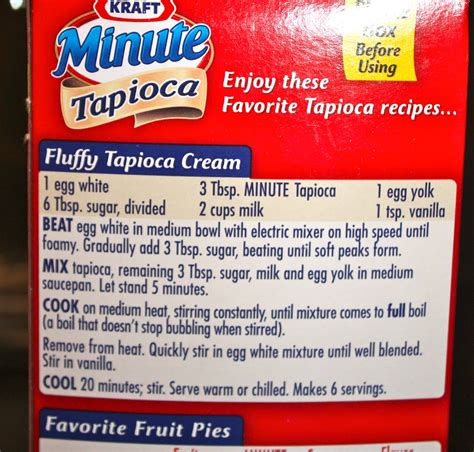 KRAFT
Minute
Tapioca
BOX
Before
Using
Enjoy these
Favorite Tapioca recipes...
Fluffy Tapioca Cream
1 egg white 3 Tbsp. MINUTE Tapioca 1 egg yolk
6 Tbsp. sugar, divided 2 cups milk 1 tsp. vanilla
BEAT egg white in medium bowl with electric mixer on high speed until
foamy. Gradually add 3 Tbsp. sugar, beating until soft peaks form.
MIX tapioca, remaining 3 Tbsp. sugar, milk and egg yolk in medium
saucepan. Let stand 5 minutes.
COOK on medium heat, stirring constantly, until mixture comes to full boil
(a boil that doesn't stop bubbling when stirred).
Remove from heat. Quickly stir in egg white mixture until well blended.
Stir in vanilla.
COOL 20 minutes; stir. Serve warm or chilled. Makes 6 servings.
Favorite Fruit Pies